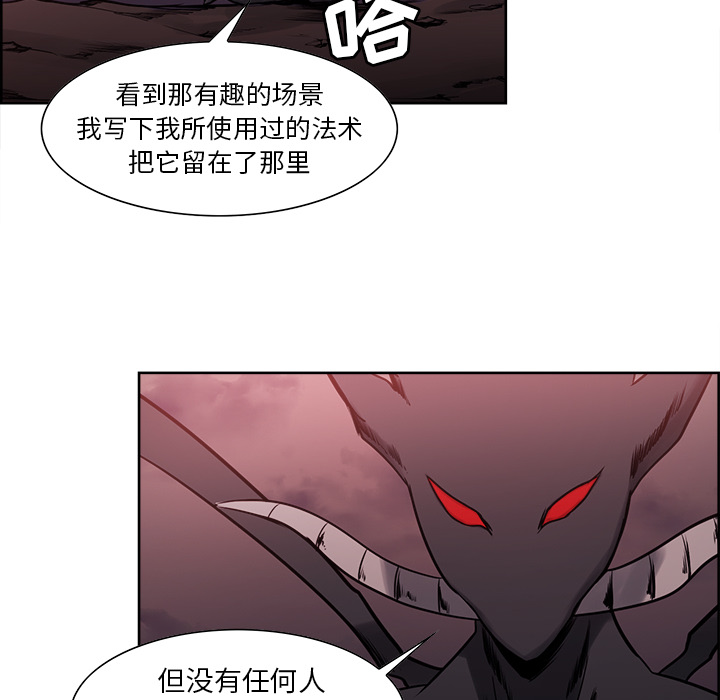 哈
看到那有趣的场景
我写下我所使用过的法术
把它留在了那里
但没有任何人